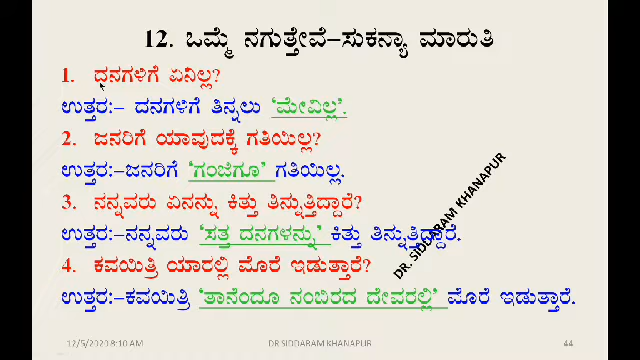 12. ಒಮ್ಮೆ ನಗುತ್ತೇವೆ-ಸುಕನ್ಯಾ ಮಾರುತಿ
1. ಧನಗಳಿಗೆ ಏನಿಲ್ಲ?
ಉತ್ತರ:- ದನಗಳಿಗೆ ತಿನ್ನಲು ‘ಮೇವಿಲ್ಲ’.
2. ಜನರಿಗೆ ಯಾವುದಕ್ಕೆ ಗತಿಯಿಲ್ಲ?
ಉತ್ತರ:-ಜನರಿಗೆ ‘ಗಂಜಿಗೂ’ ಗತಿಯಿಲ್ಲ.
3. ನನ್ನವರು ಏನನ್ನು ಕಿತ್ತು ತಿನ್ನುತ್ತಿದ್ದಾರೆ?
ಉತ್ತರ:-ನನ್ನವರು ‘ಸತ್ತ ದನಗಳನ್ನು’ ಕಿತ್ತು ತಿನ್ನುತ್ತಿದ್ದಾರೆ.
4. ಕವಯಿತ್ರಿ ಯಾರಲ್ಲಿ ಮೊರೆ ಇಡುತ್ತಾರೆ?
ಉತ್ತರ:-ಕವಯಿತ್ರಿ ‘ತಾನೆಂದೂ ನಂಬಿರದ ದೇವರಲ್ಲಿ’ ಮೊರೆ ಇಡುತ್ತಾರೆ.
DR. SIDDARAM KHANAPUR
12/5/2020 8:10 AM DR SIDDARAM KHANAPUR 44